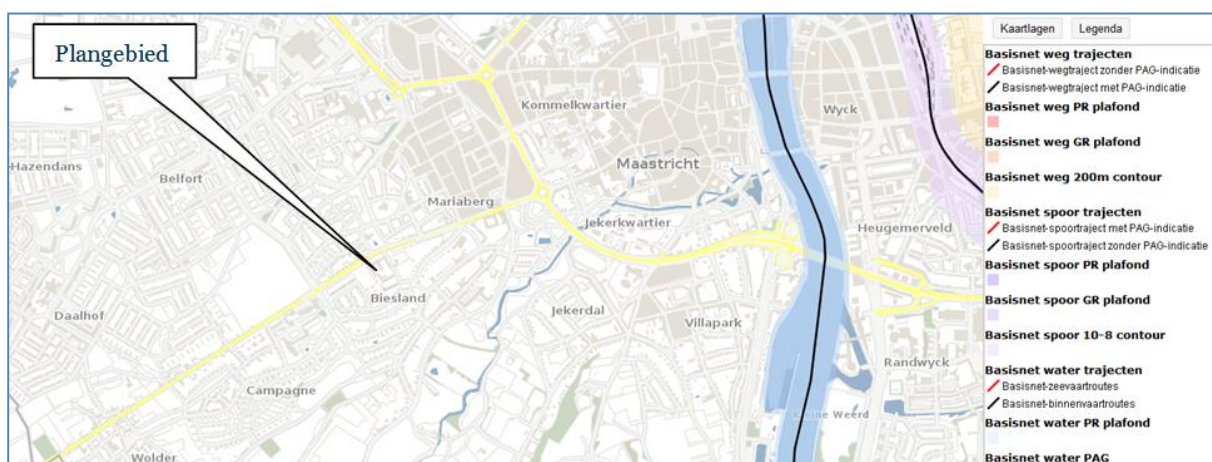 Plangebied
Kommelkwartier
Wyck
Hazendans
Belfort
Maastricht
Mariaberg
Jekerkwartier
Heugemerveld
Biesland
Daalhof
Jekerdal
Villapark
Randwyck
Campagne
Kleine Weerd
Wolder
Kaartlagen
Legenda
Basisnet weg trajecten
Basisnet-wegtraject zonder PAG-indicatie
Basisnet-wegtraject met PAG-indicatie
Basisnet weg PR plafond
Basisnet weg GR plafond
Basisnet weg 200m contour
Basisnet spoor trajecten
Basisnet-spoortraject met PAG-indicatie
Basisnet-spoortraject zonder PAG-indicatie
Basisnet spoor PR plafond
Basisnet spoor GR plafond
Basisnet spoor 10-8 contour
Basisnet water trajecten
Basisnet-zeevaartroutes
Basisnet-binnenvaartroutes
Basisnet water PR plafond
Basisnet water PAG